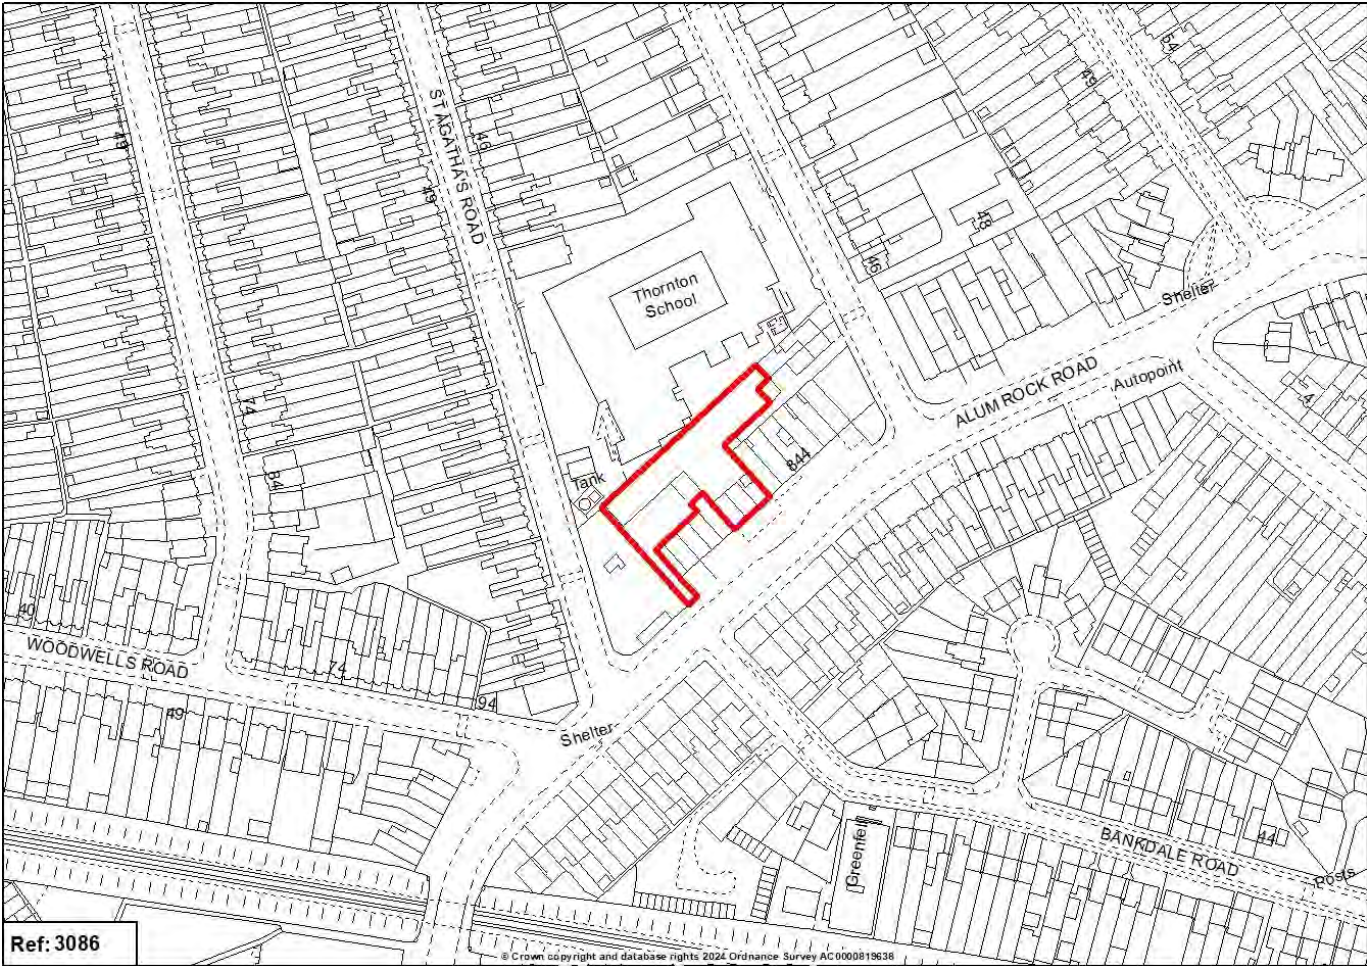 54
49
49
ST AGATHA'S ROAD
46
49
48
46
Thornton
School
Shelter
ALUM ROCK ROAD
Autopoint
4
74
844
84
Tank
40
WOODWELLS ROAD
74
94
49
Shelter
Greenfell
BANKDALE ROAD
44
Posts
Ref: 3086
© Crown copyright and database rights 2024 Ordnance Survey AC0000819636